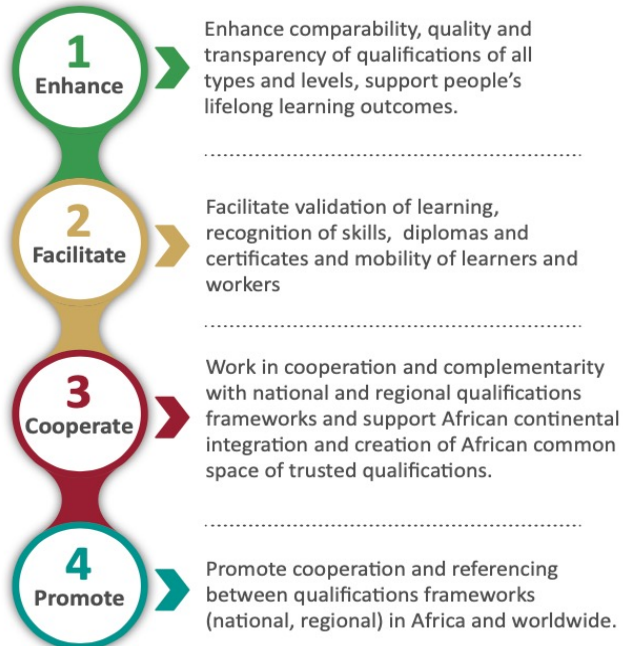 1
Enhance
Enhance comparability, quality and
transparency of qualifications of all
types and levels, support people’s
lifelong learning outcomes.
2
Facilitate
Facilitate validation of learning,
recognition of skills, diplomas and
certificates and mobility of learners and
workers
3
Cooperate
Work in cooperation and complementarity
with national and regional qualifications
frameworks and support African continental
integration and creation of African common
space of trusted qualifications.
4
Promote
Promote cooperation and referencing
between qualifications frameworks
(national, regional) in Africa and worldwide.